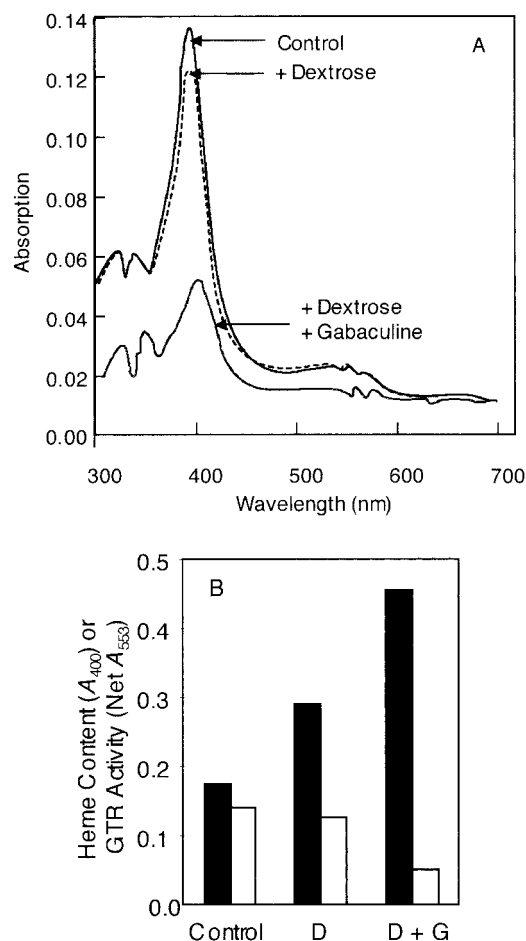 A
0.14
0.12
0.10
0.08
0.06
0.04
0.02
0.00
Absorption
Control
+ Dextrose
+ Dextrose
+ Gabaculine
300 400 500 600 700
Wavelength (nm)
B
0.5
0.4
0.3
0.2
0.1
0.0
Heme Content (A400) or
GTR Activity (Net A553)
Control D D + G